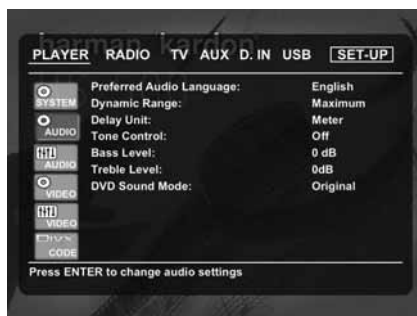 harman kardon
PLAYER RADIO TV AUX D. IN USB SET-UP
SYSTEM
AUDIO
AUDIO
VIDEO
VIDEO
DivX CODE
Preferred Audio Language: English
Dynamic Range: Maximum
Delay Unit: Meter
Tone Control: Off
Bass Level: 0 dB
Treble Level: 0dB
DVD Sound Mode: Original
Press ENTER to change audio settings